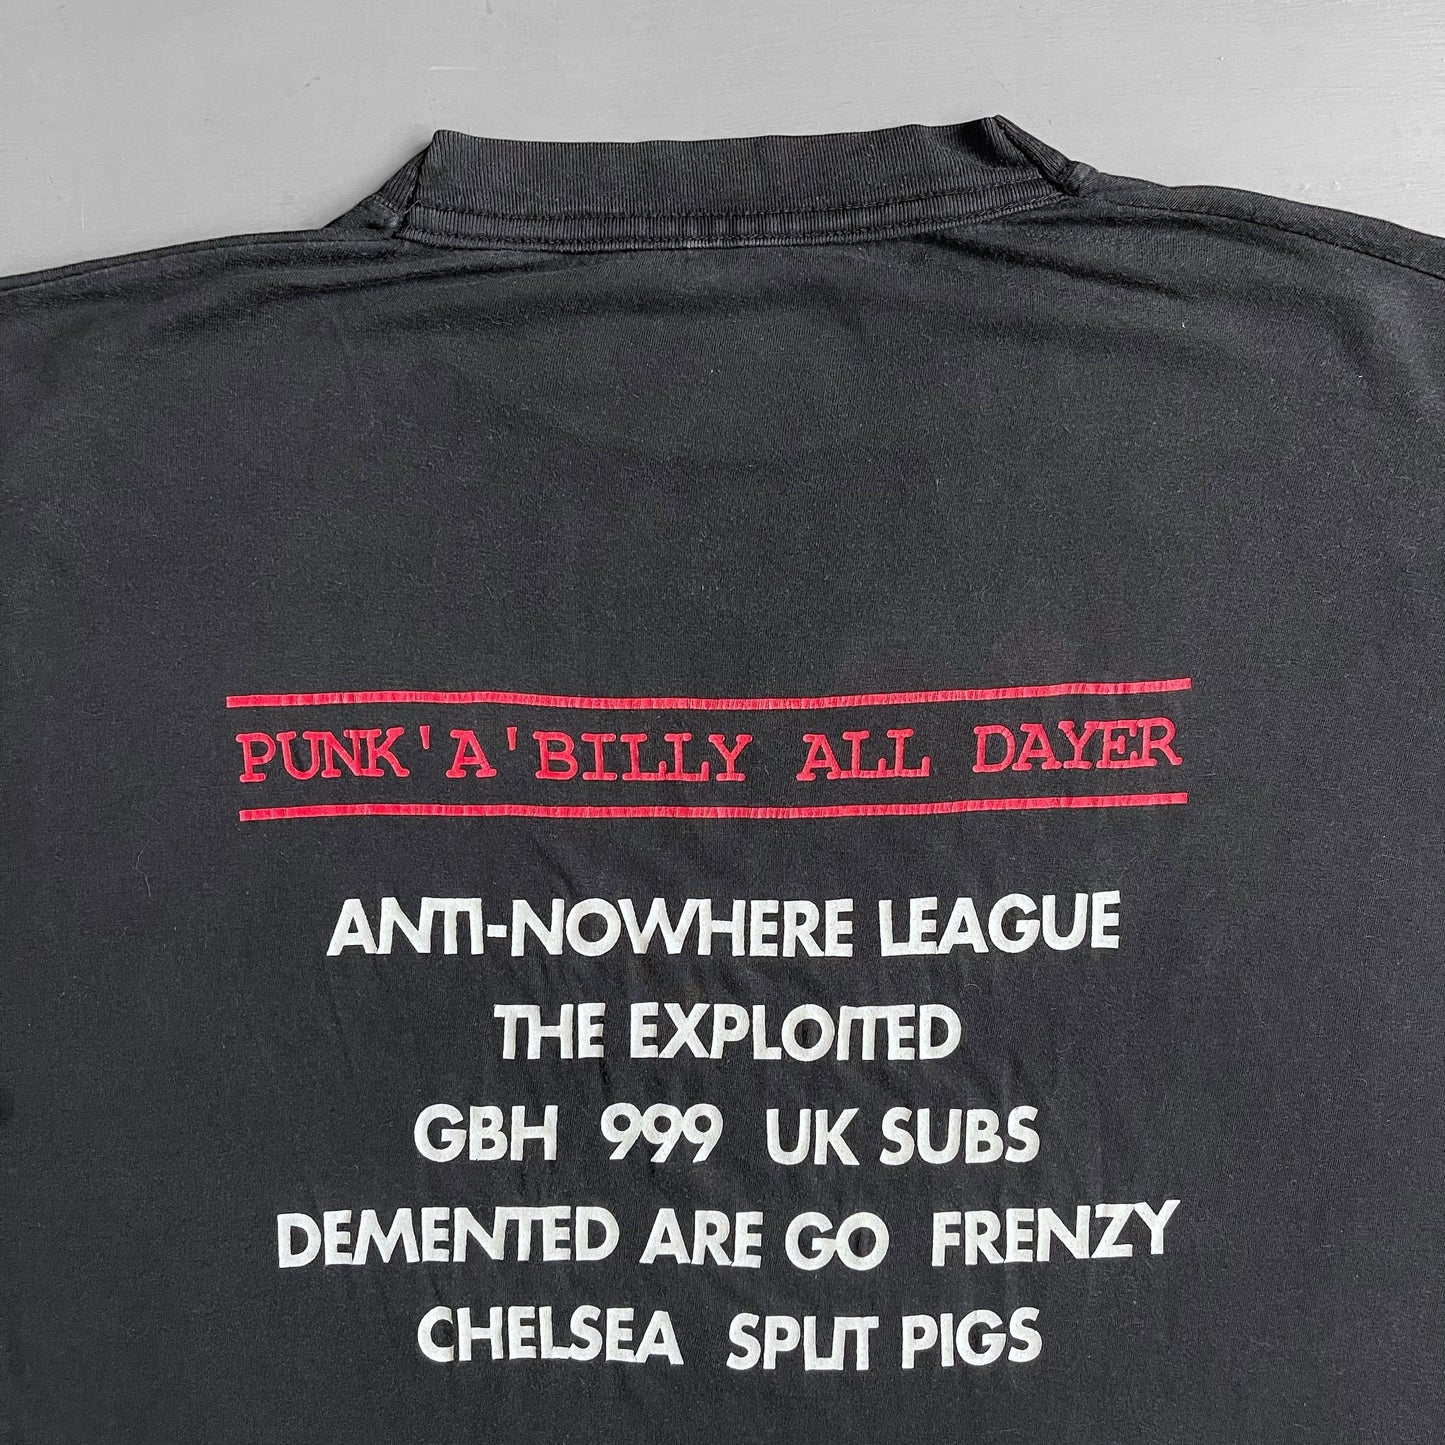 PUNK'A'BILLY ALL DAYER
ANTI-NOWHERE LEAGUE
THE EXPLOITED
GBH 999 UK SUBS
DEMENTED ARE GO FRENZY
CHELSEA SPLIT PIGS